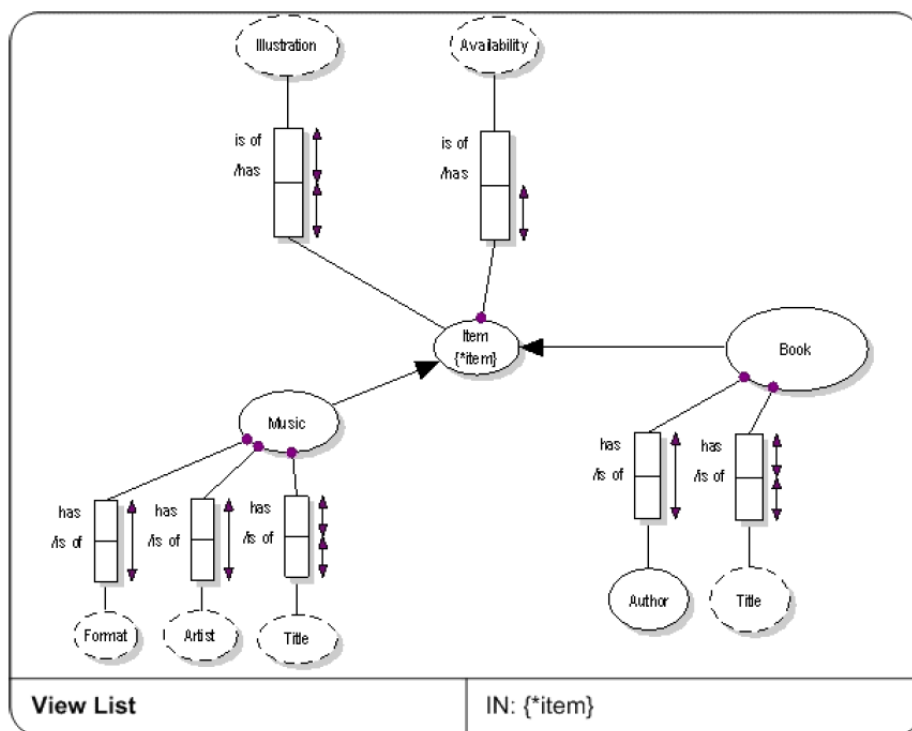 Illustration
Availability
is of
/has
is of
/has
Item
{*item}
Book
Music
has
/is of
has
/is of
has
/is of
has
/is of
has
/is of
Format
Artist
Title
Author
Title
View List
IN: {*item}